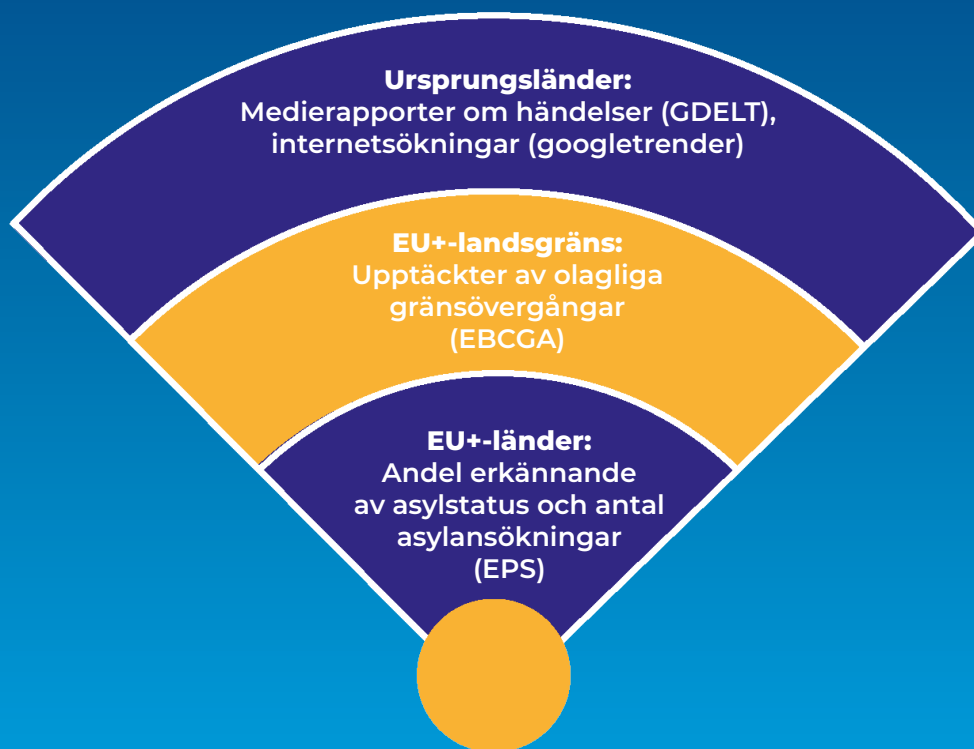 Ursprungsländer:
Medierapporter om händelser (GDELT),
internetsökningar (googletrender)
EU+-landsgräns:
Upptäckter av olagliga
gränsövergångar
(EBCGA)
EU+-länder:
Andel erkännande
av asylstatus och antal
asylansökningar
(EPS)